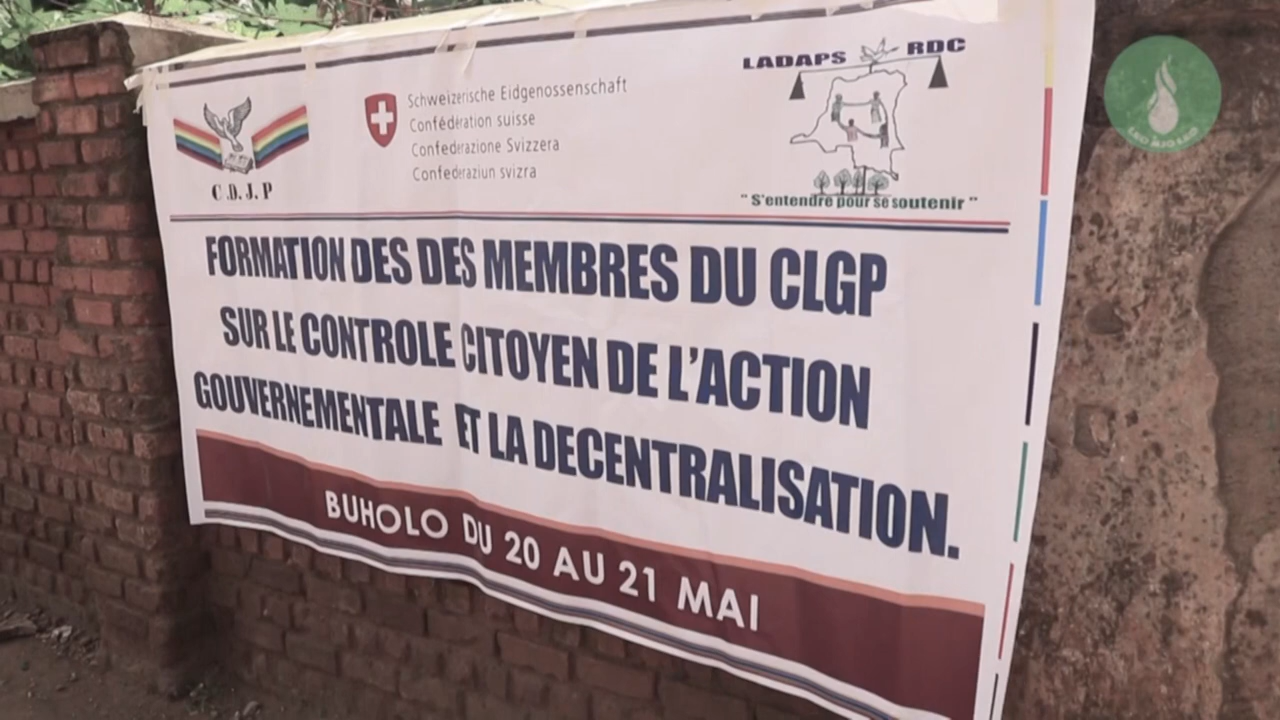 C.D.J.P
Schweizerische Eidgenossenschaft
Confédération suisse
Confederazione Svizzera
Confederaziun svizra
LADAPS RDC
" S'entendre pour se soutenir "
FORMATION DES DES MEMBRES DU CLGP
SUR LE CONTROLE CITOYEN DE L'ACTION
GOUVERNEMENTALE ET LA DECENTRALISATION.
BUHOLO DU 20 AU 21 MAI